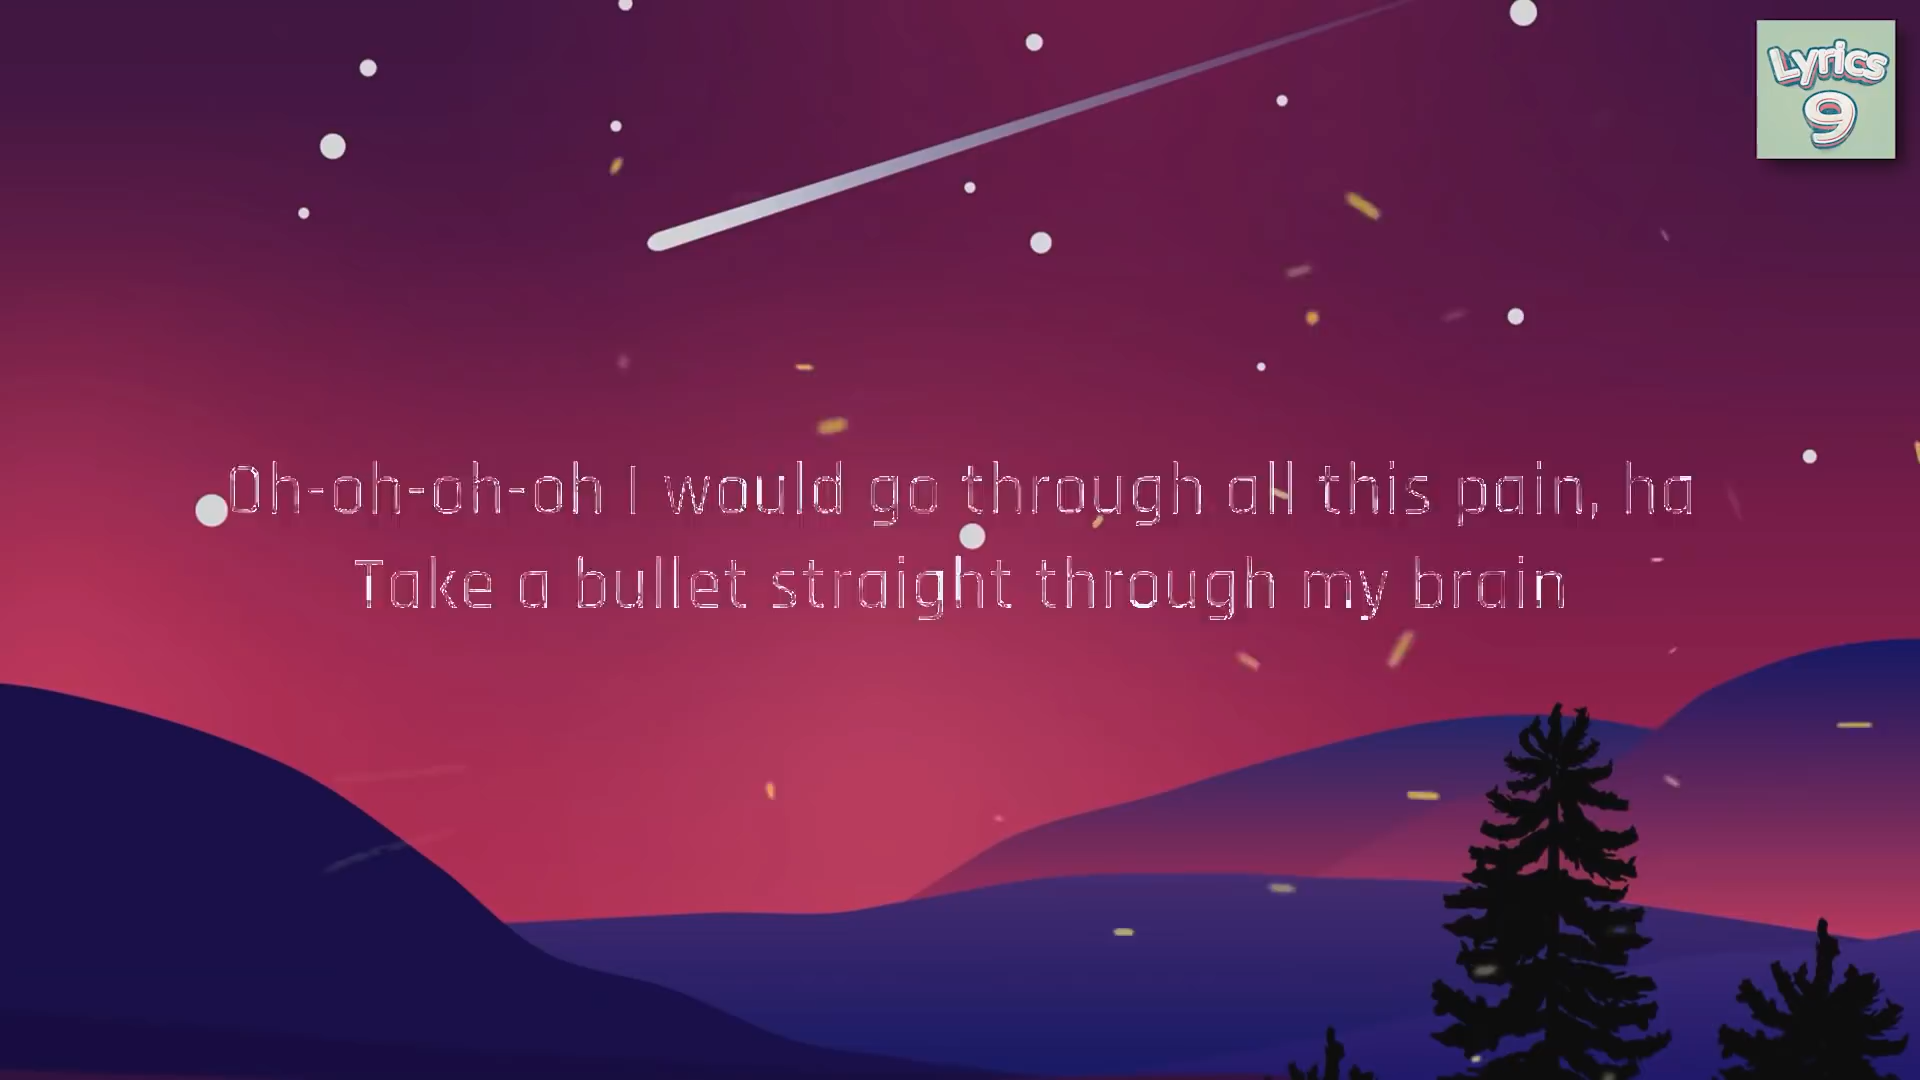 Lyrics
9
Oh-oh-oh-oh I would go through all this pain, ha
Take a bullet straight through my brain